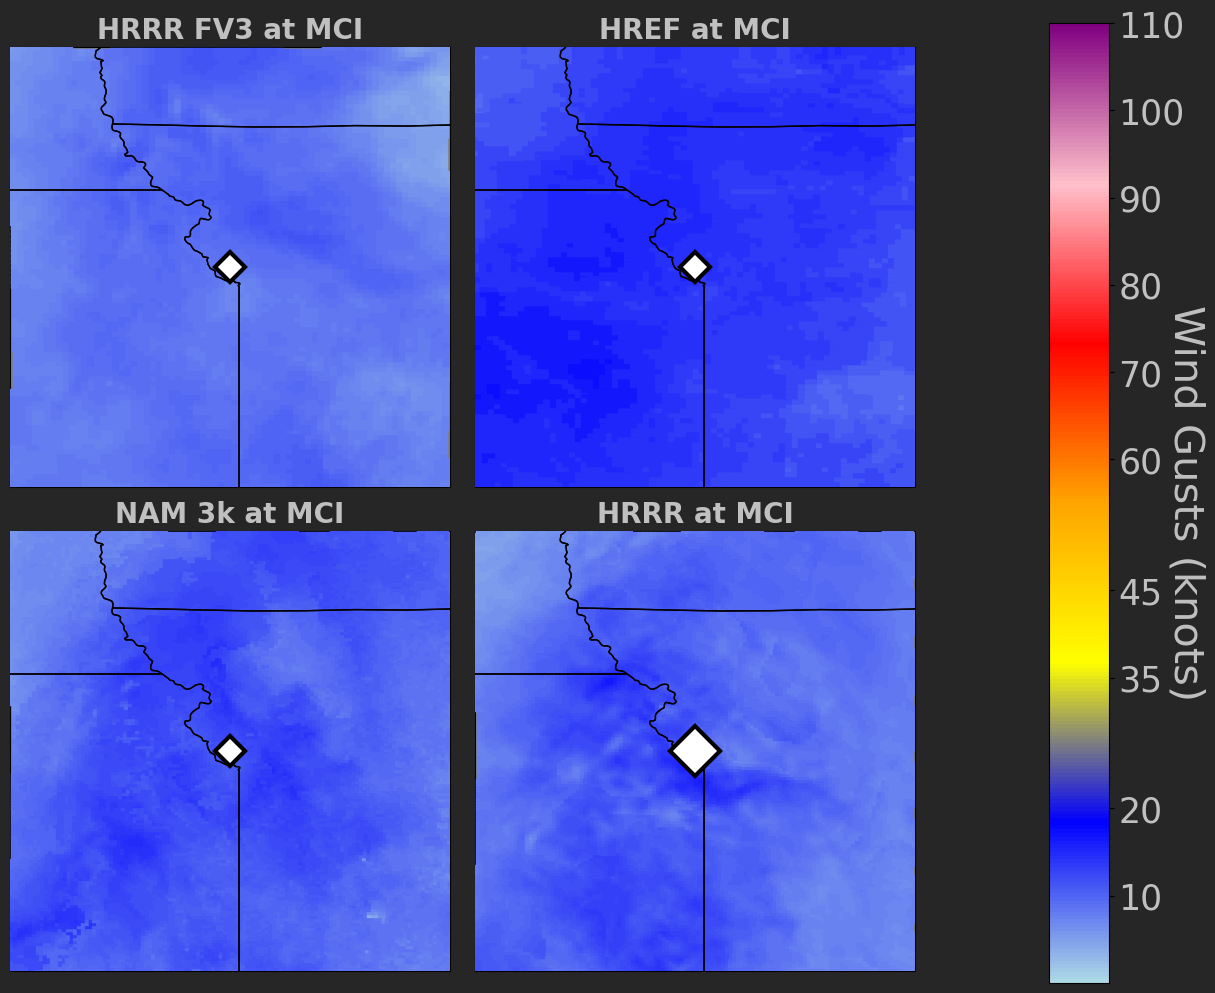 HRRR FV3 at MCI
HREF at MCI
NAM 3k at MCI
HRRR at MCI
110
100
90
80
70
60
45
35
20
10
Wind Gusts (knots)